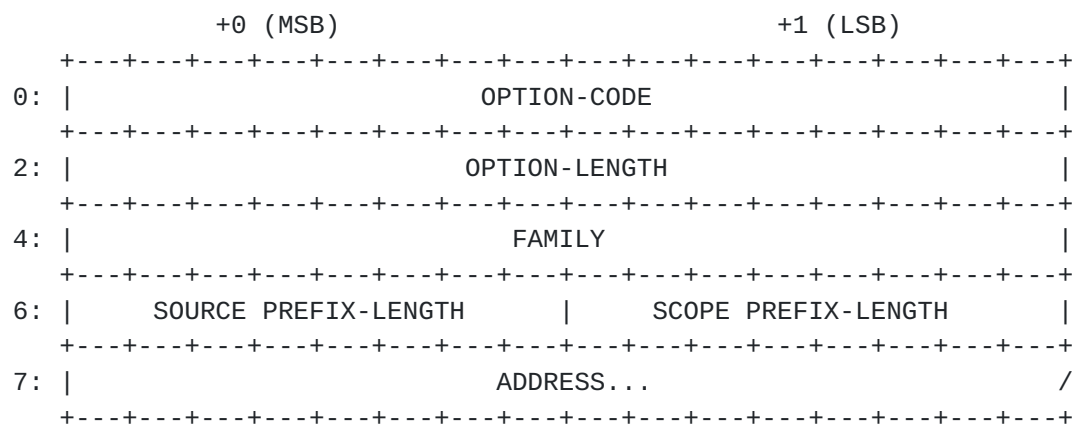 +0 (MSB) +1 (LSB)
+---+---+---+---+---+---+---+---+---+---+---+---+---+---+---+---+
0: | OPTION-CODE |
+---+---+---+---+---+---+---+---+---+---+---+---+---+---+---+---+
2: | OPTION-LENGTH |
+---+---+---+---+---+---+---+---+---+---+---+---+---+---+---+---+
4: | FAMILY |
+---+---+---+---+---+---+---+---+---+---+---+---+---+---+---+---+
6: | SOURCE PREFIX-LENGTH | SCOPE PREFIX-LENGTH |
+---+---+---+---+---+---+---+---+---+---+---+---+---+---+---+---+
7: | ADDRESS... /
+---+---+---+---+---+---+---+---+---+---+---+---+---+---+---+---+